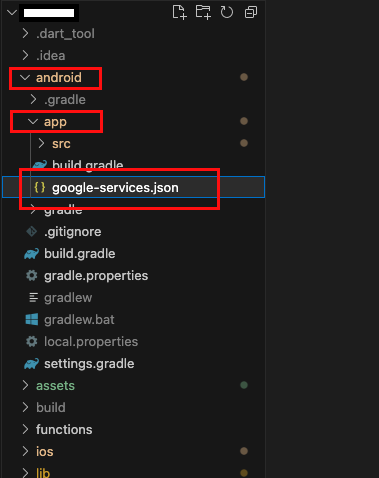 .dart_tool
.idea
android
.gradle
app
src
build.gradle
{} google-services.json
gradle
.gitignore
build.gradle
gradle.properties
gradlew
gradlew.bat
local.properties
settings.gradle
assets
build
functions
ios
lib